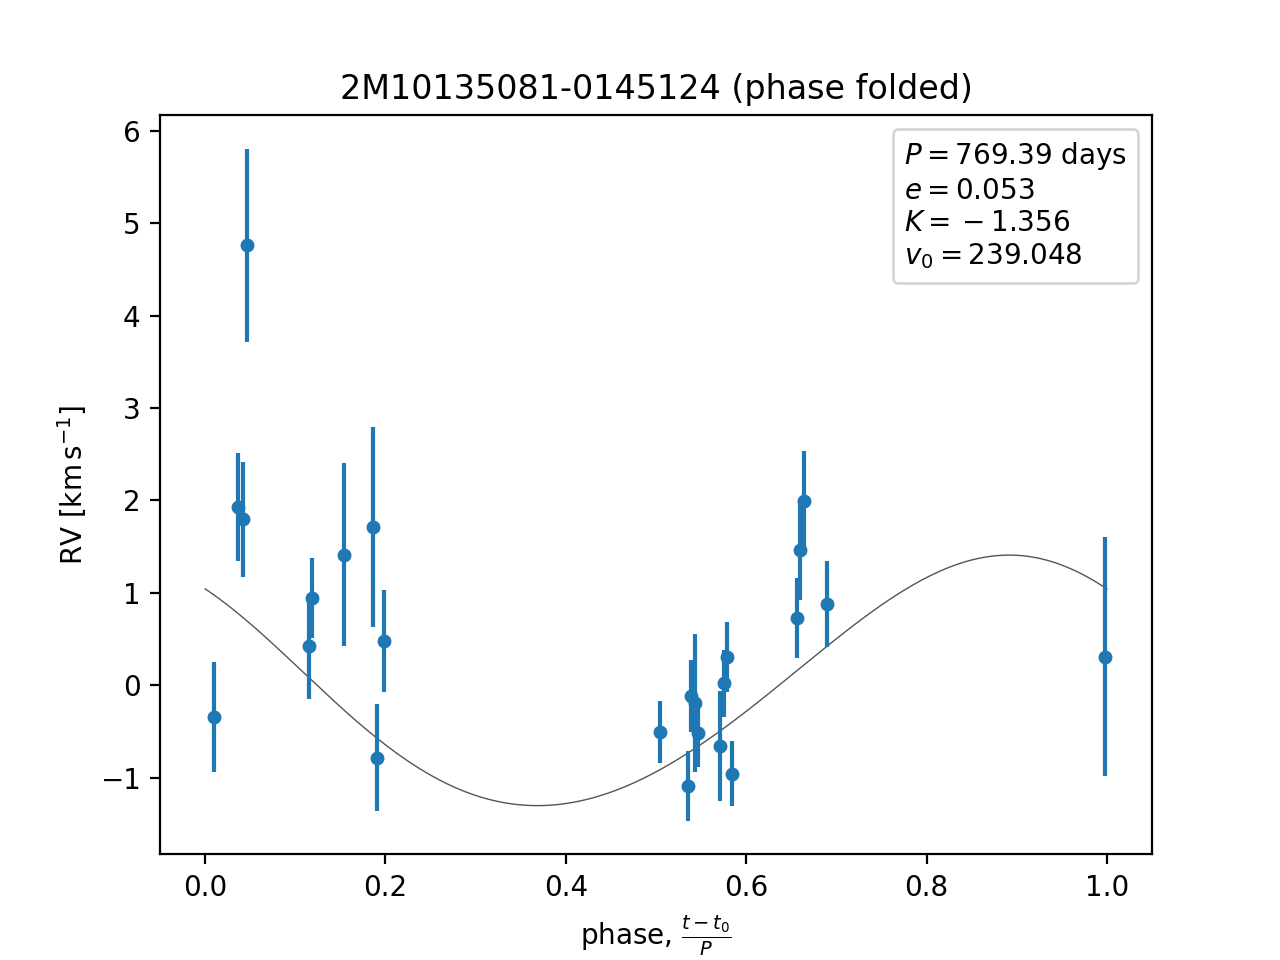 2M10135081-0145124 (phase folded)
P = 769.39 days
e = 0.053
K = −1.356
v₀ = 239.048
6
5
4
3
2
1
0
−1
RV [km s⁻¹]
0.0 0.2 0.4 0.6 0.8 1.0
phase, (t − t₀)/P